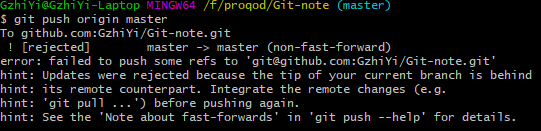 GzhiYi@GzhiYi-Laptop MINGW64 /f/proqod/Git-note (master)
$ git push origin master
To github.com:GzhiYi/Git-note.git
 ! [rejected]        master -> master (non-fast-forward)
error: failed to push some refs to 'git@github.com:GzhiYi/Git-note.git'
hint: Updates were rejected because the tip of your current branch is behind
hint: its remote counterpart. Integrate the remote changes (e.g.
hint: 'git pull ...') before pushing again.
hint: See the 'Note about fast-forwards' in 'git push --help' for details.